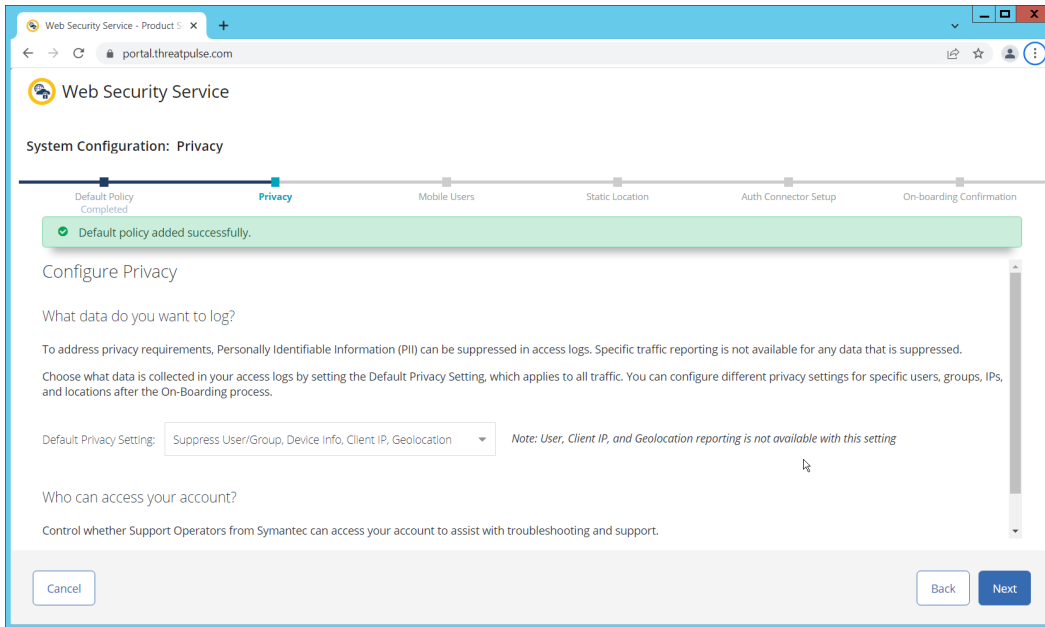 Web Security Service - Product S
portal.threatpulse.com
Web Security Service
System Configuration: Privacy
Default Policy
Completed
Privacy
Mobile Users
Static Location
Auth Connector Setup
On-boarding Confirmation
Default policy added successfully.
Configure Privacy
What data do you want to log?
To address privacy requirements, Personally Identifiable Information (PII) can be suppressed in access logs. Specific traffic reporting is not available for any data that is suppressed.
Choose what data is collected in your access logs by setting the Default Privacy Setting, which applies to all traffic. You can configure different privacy settings for specific users, groups, IPs,
and locations after the On-Boarding process.
Default Privacy Setting: Suppress User/Group, Device Info, Client IP, Geolocation Note: User, Client IP, and Geolocation reporting is not available with this setting
Who can access your account?
Control whether Support Operators from Symantec can access your account to assist with troubleshooting and support.
Cancel Back Next